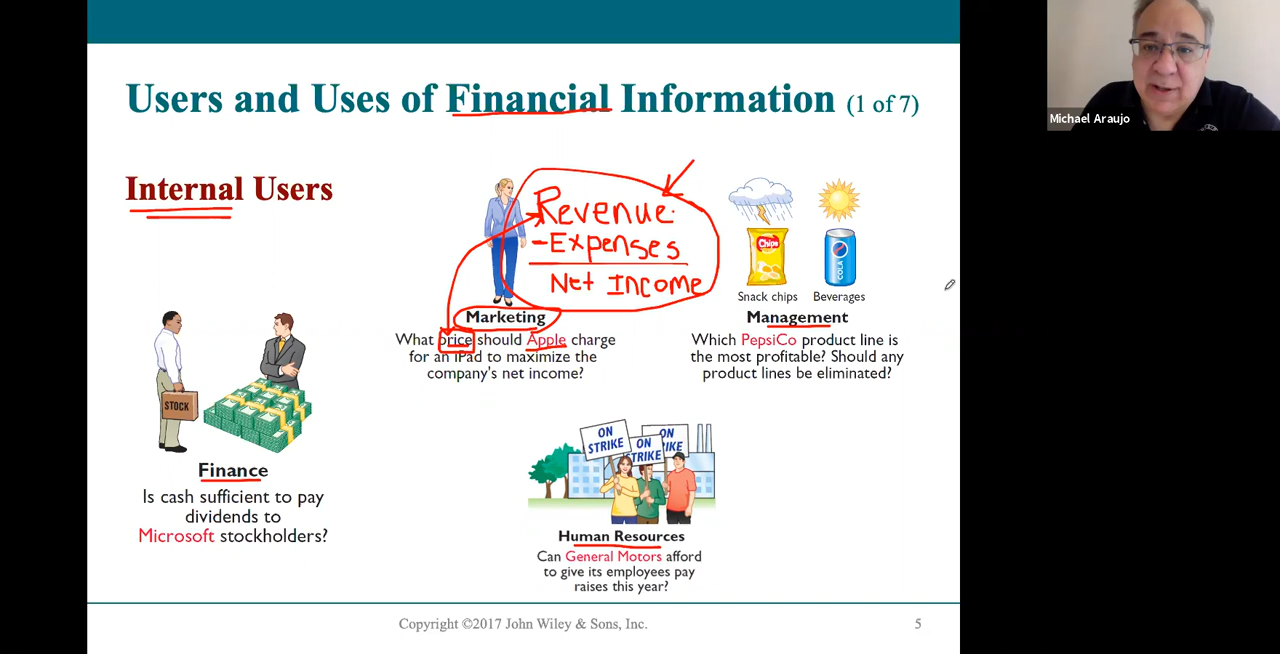 Users and Uses of Financial Information (1 of 7)
Michael Araujo
Internal Users
Revenue
-Expenses
Net Income
Chips
COLA
Snack chips Beverages
Marketing
What price should Apple charge
for an iPad to maximize the
company's net income?
Management
Which PepsiCo product line is
the most profitable? Should any
product lines be eliminated?
STOCK
Finance
Is cash sufficient to pay
dividends to
Microsoft stockholders?
ON
STRIKE
ON
STRIKE
ON
IKE
Human Resources
Can General Motors afford
to give its employees pay
raises this year?
Copyright ©2017 John Wiley & Sons, Inc.
5